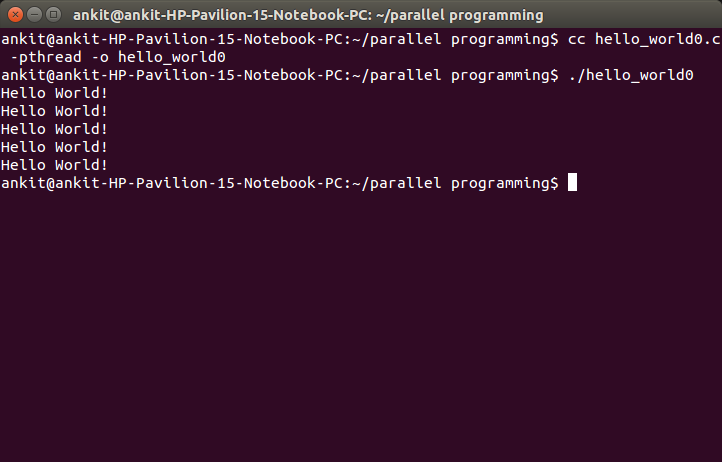 ankit@ankit-HP-Pavilion-15-Notebook-PC: ~/parallel programming
ankit@ankit-HP-Pavilion-15-Notebook-PC:~/parallel programming$ cc hello_world0.c
 -pthread -o hello_world0
ankit@ankit-HP-Pavilion-15-Notebook-PC:~/parallel programming$ ./hello_world0
Hello World!
Hello World!
Hello World!
Hello World!
Hello World!
ankit@ankit-HP-Pavilion-15-Notebook-PC:~/parallel programming$